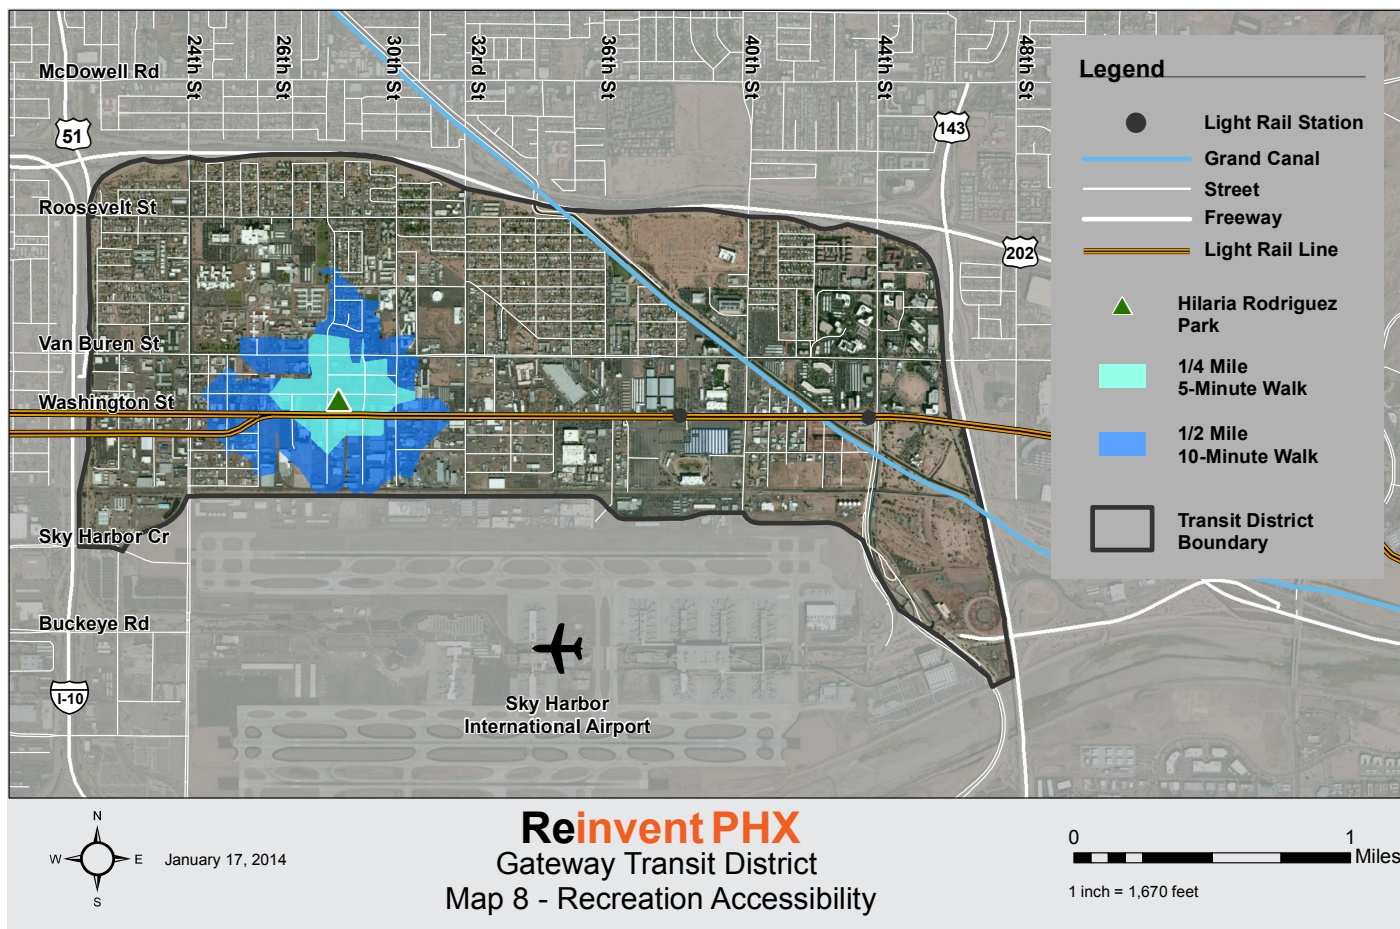 24th St
26th St
30th St
32rd St
36th St
40th St
44th St
48th St
McDowell Rd
51
143
Roosevelt St
202
Van Buren St
Washington St
Sky Harbor Cr
Buckeye Rd
I-10
Sky Harbor
International Airport
Legend
Light Rail Station
Grand Canal
Street
Freeway
Light Rail Line
Hilaria Rodriguez
Park
1/4 Mile
5-Minute Walk
1/2 Mile
10-Minute Walk
Transit District
Boundary
N
W
E
S
January 17, 2014
Reinvent PHX
Gateway Transit District
Map 8 - Recreation Accessibility
0
1
Miles
1 inch = 1,670 feet